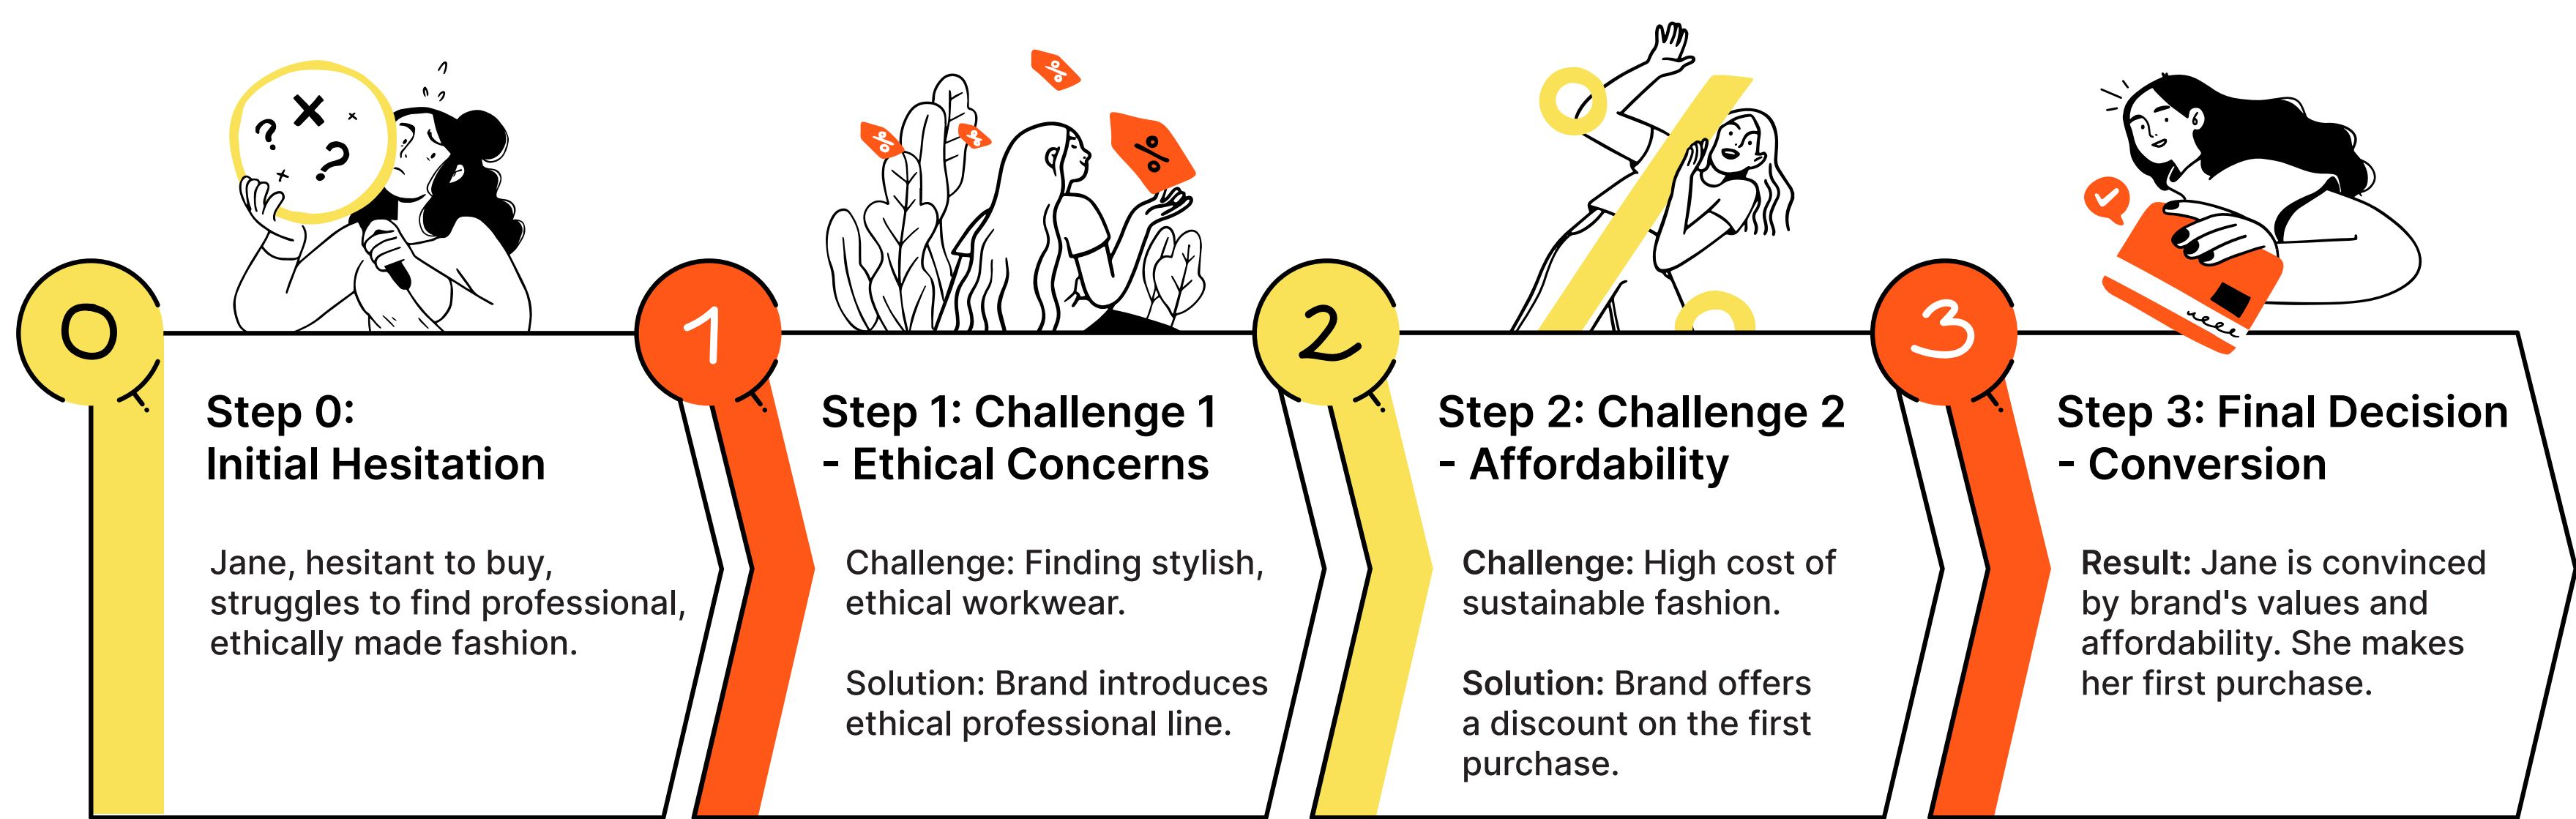 0
Step 0:
Initial Hesitation
Jane, hesitant to buy,
struggles to find professional,
ethically made fashion.
1
Step 1: Challenge 1
- Ethical Concerns
Challenge: Finding stylish,
ethical workwear.
Solution: Brand introduces
ethical professional line.
2
Step 2: Challenge 2
- Affordability
Challenge: High cost of
sustainable fashion.
Solution: Brand offers
a discount on the first
purchase.
3
Step 3: Final Decision
- Conversion
Result: Jane is convinced
by brand's values and
affordability. She makes
her first purchase.